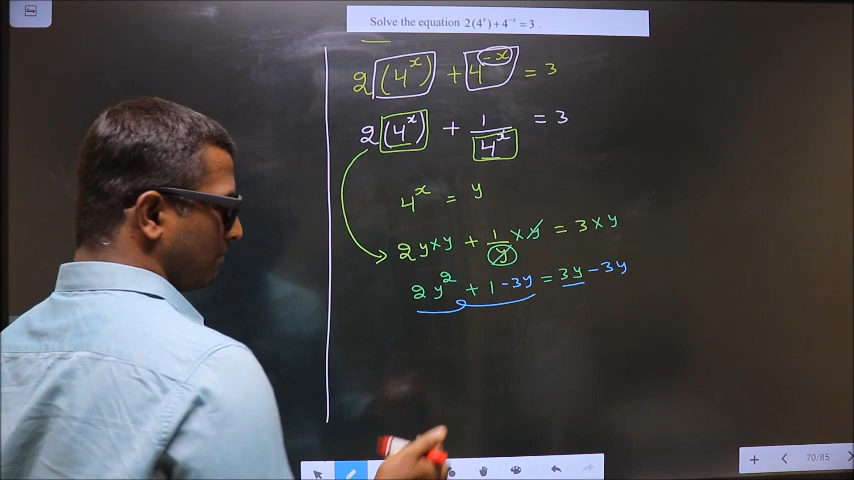 Solve the equation 2(4ˣ)+4⁻ˣ = 3 .
2 (4ˣ) + 4⁻ˣ = 3
2 (4ˣ) + 1/4ˣ = 3
4ˣ = y
2y×y + 1/y ×y = 3×y
2y² + 1 -3y = 3y -3y
70/85